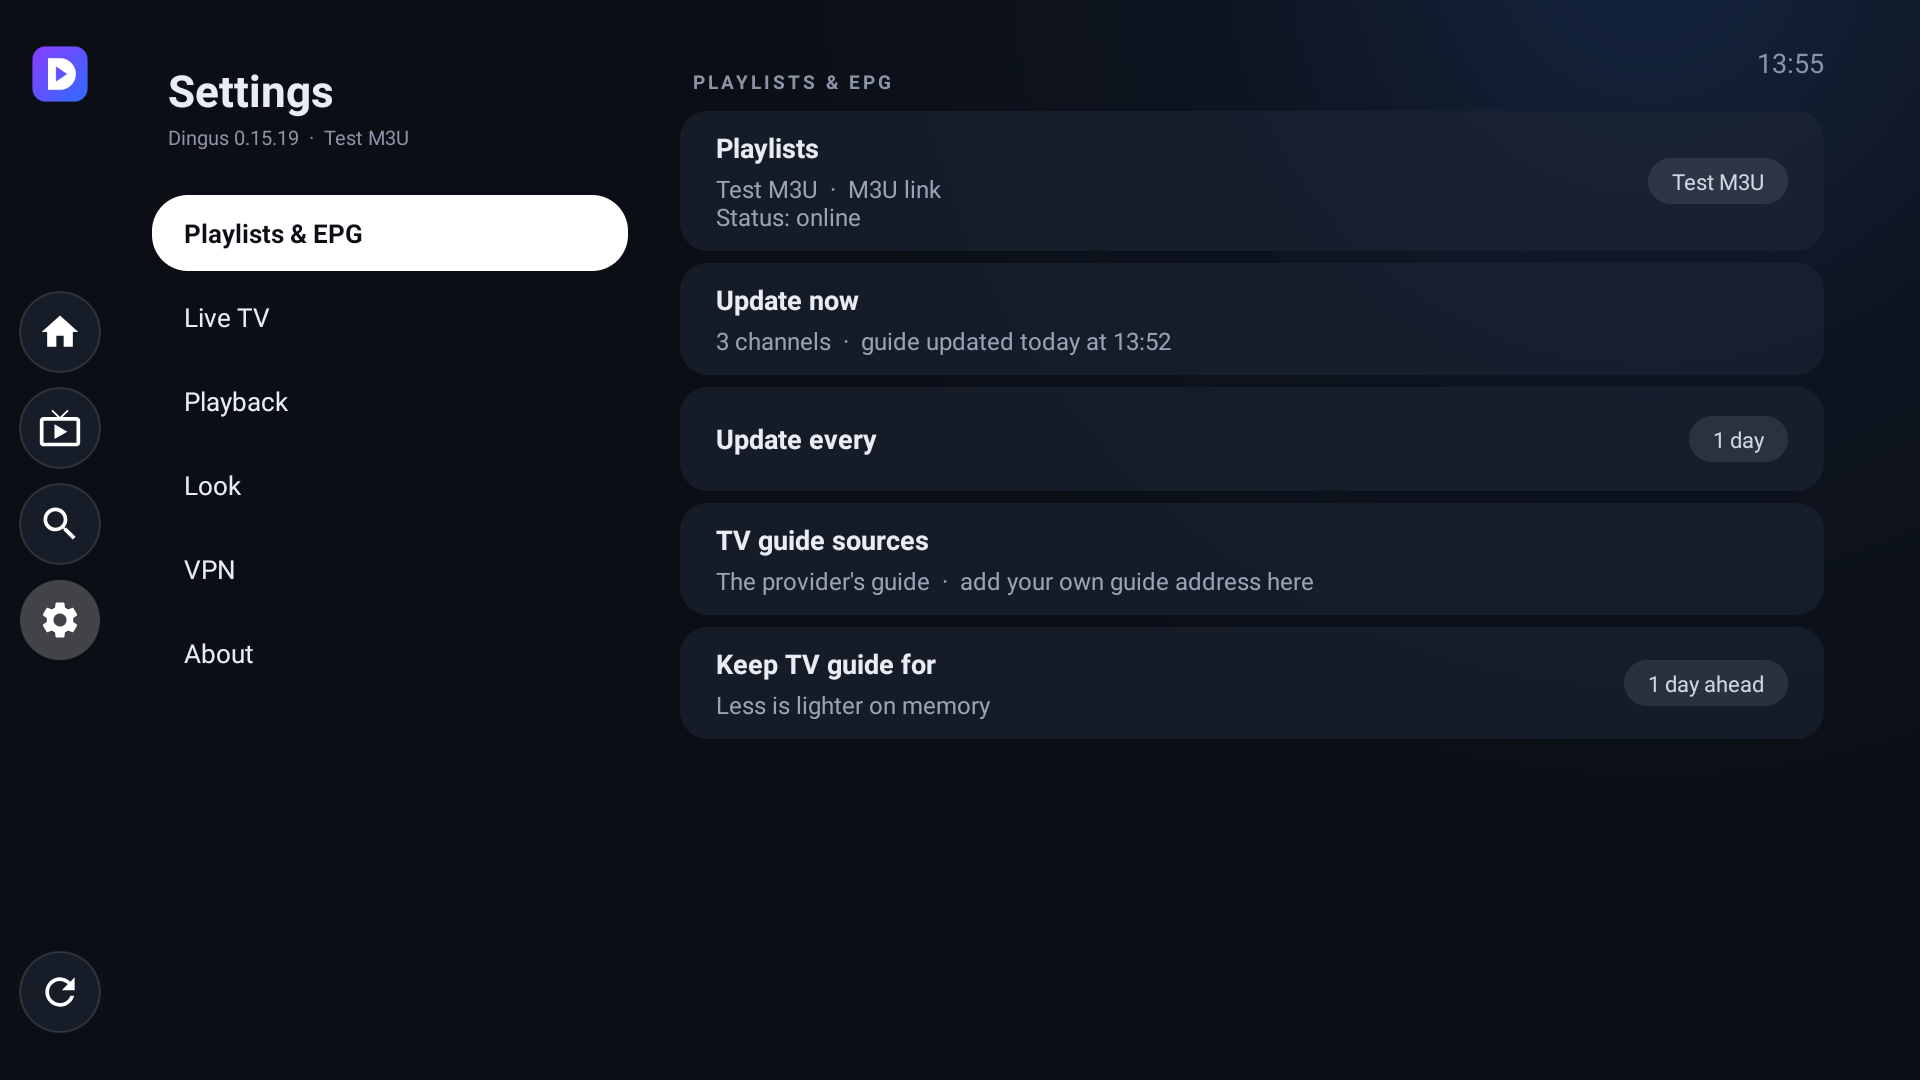 13:55
Settings
Dingus 0.15.19 · Test M3U
Playlists & EPG
Live TV
Playback
Look
VPN
About
PLAYLISTS & EPG
Playlists
Test M3U · M3U link
Status: online
Test M3U
Update now
3 channels · guide updated today at 13:52
Update every
1 day
TV guide sources
The provider's guide · add your own guide address here
Keep TV guide for
Less is lighter on memory
1 day ahead